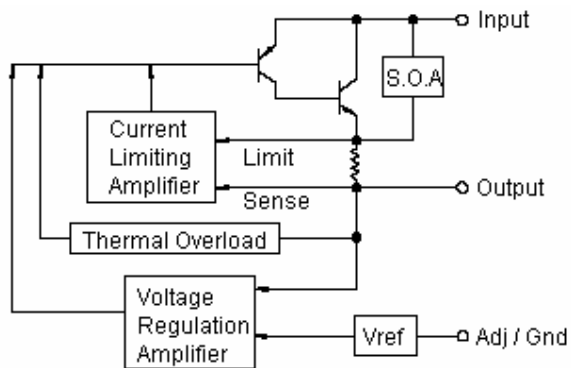 Input
S.O.A
Current
Limiting
Amplifier
Limit
Sense
Output
Thermal Overload
Voltage
Regulation
Amplifier
Vref
Adj / Gnd